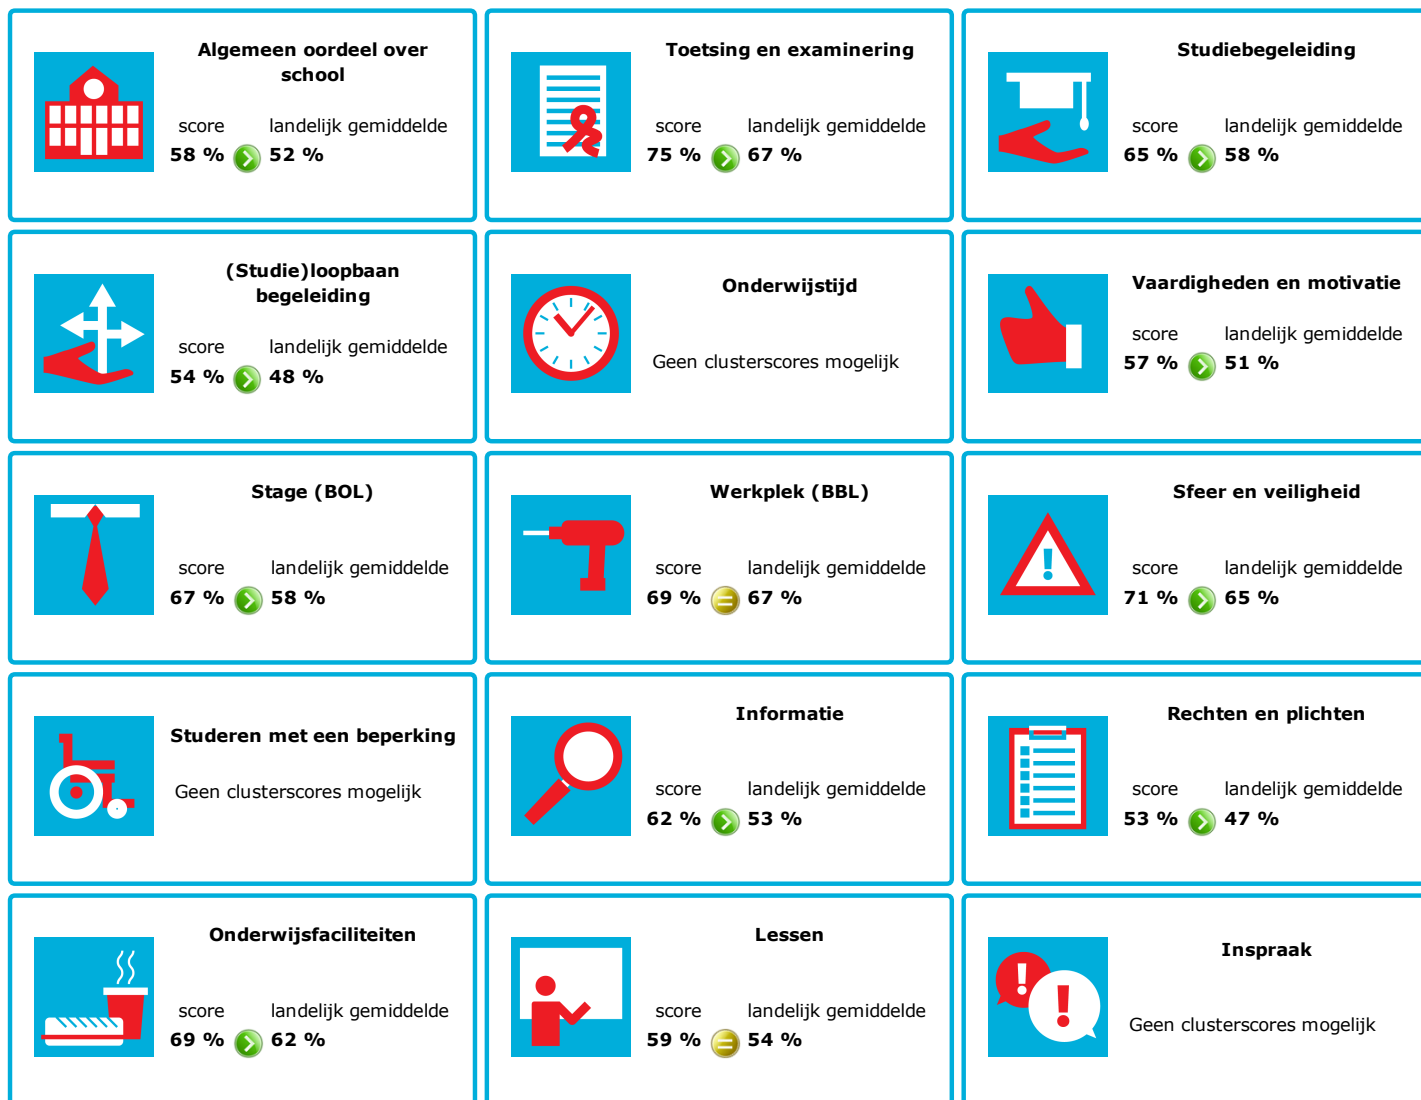 Algemeen oordeel over
school
score landelijk gemiddelde
58 % 52 %
Toetsing en examinering
score landelijk gemiddelde
75 % 67 %
Studiebegeleiding
score landelijk gemiddelde
65 % 58 %
(Studie)loopbaan
begeleiding
score landelijk gemiddelde
54 % 48 %
Onderwijstijd
Geen clusterscores mogelijk
Vaardigheden en motivatie
score landelijk gemiddelde
57 % 51 %
Stage (BOL)
score landelijk gemiddelde
67 % 58 %
Werkplek (BBL)
score landelijk gemiddelde
69 % = 67 %
Sfeer en veiligheid
score landelijk gemiddelde
71 % 65 %
Studeren met een beperking
Geen clusterscores mogelijk
Informatie
score landelijk gemiddelde
62 % 53 %
Rechten en plichten
score landelijk gemiddelde
53 % 47 %
Onderwijsfaciliteiten
score landelijk gemiddelde
69 % 62 %
Lessen
score landelijk gemiddelde
59 % = 54 %
Inspraak
Geen clusterscores mogelijk